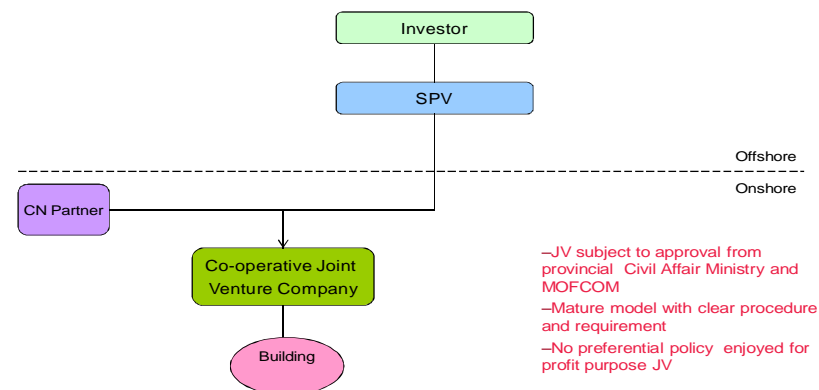 Investor
SPV
Offshore
Onshore
CN Partner
Co-operative Joint
Venture Company
Building
–JV subject to approval from
provincial Civil Affair Ministry and
MOFCOM
–Mature model with clear procedure
and requirement
–No preferential policy enjoyed for
profit purpose JV